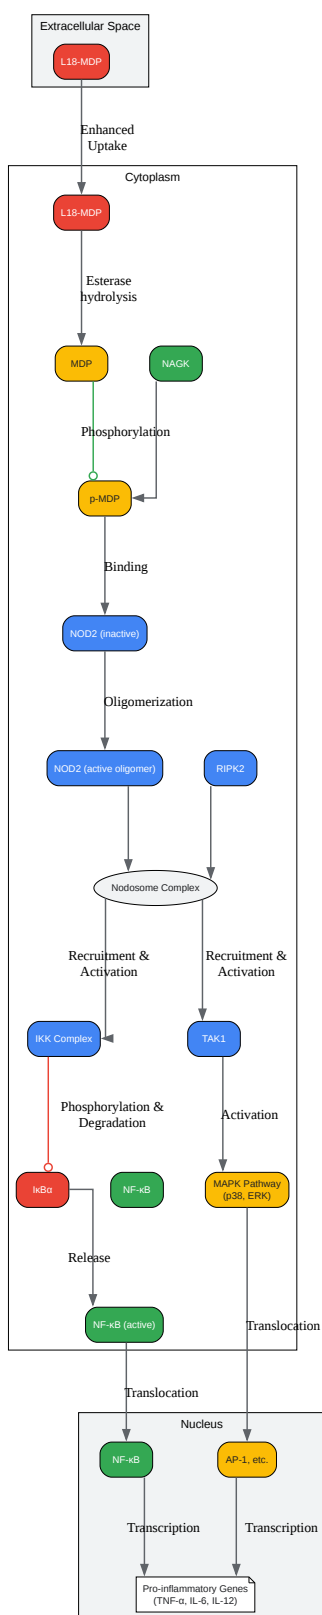 Extracellular Space
L18-MDP
Enhanced
Uptake
Cytoplasm
L18-MDP
Esterase
hydrolysis
MDP
NAGK
Phosphorylation
p-MDP
Binding
NOD2 (inactive)
Oligomerization
NOD2 (active oligomer)
RIPK2
Nodosome Complex
Recruitment &
Activation
Recruitment &
Activation
IKK Complex
TAK1
Phosphorylation &
Degradation
Activation
IκBα
NF-κB
MAPK Pathway
(p38, ERK)
Release
NF-κB (active)
Translocation
Translocation
Nucleus
NF-κB
AP-1, etc.
Transcription
Transcription
Pro-inflammatory Genes
(TNF-α, IL-6, IL-12)